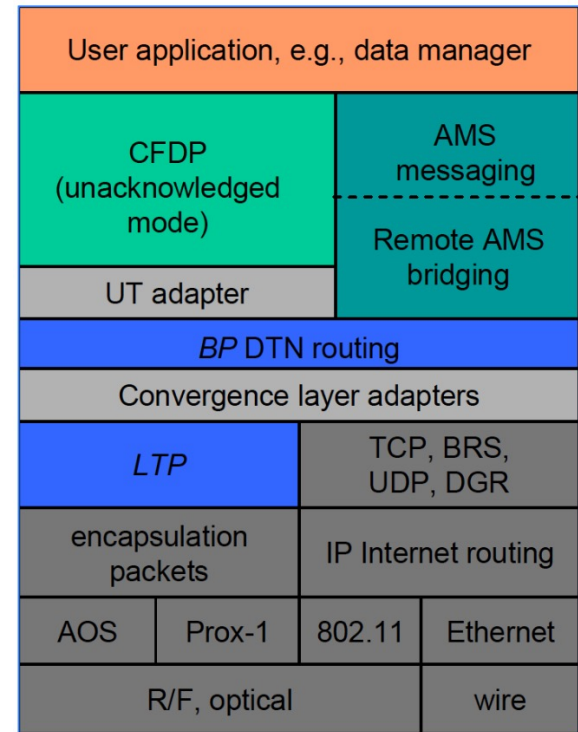 User application, e.g., data manager
CFDP
(unacknowledged
mode)
AMS
messaging
Remote AMS
bridging
UT adapter
BP DTN routing
Convergence layer adapters
LTP
TCP, BRS,
UDP, DGR
encapsulation
packets
IP Internet routing
AOS
Prox-1
802.11
Ethernet
R/F, optical
wire